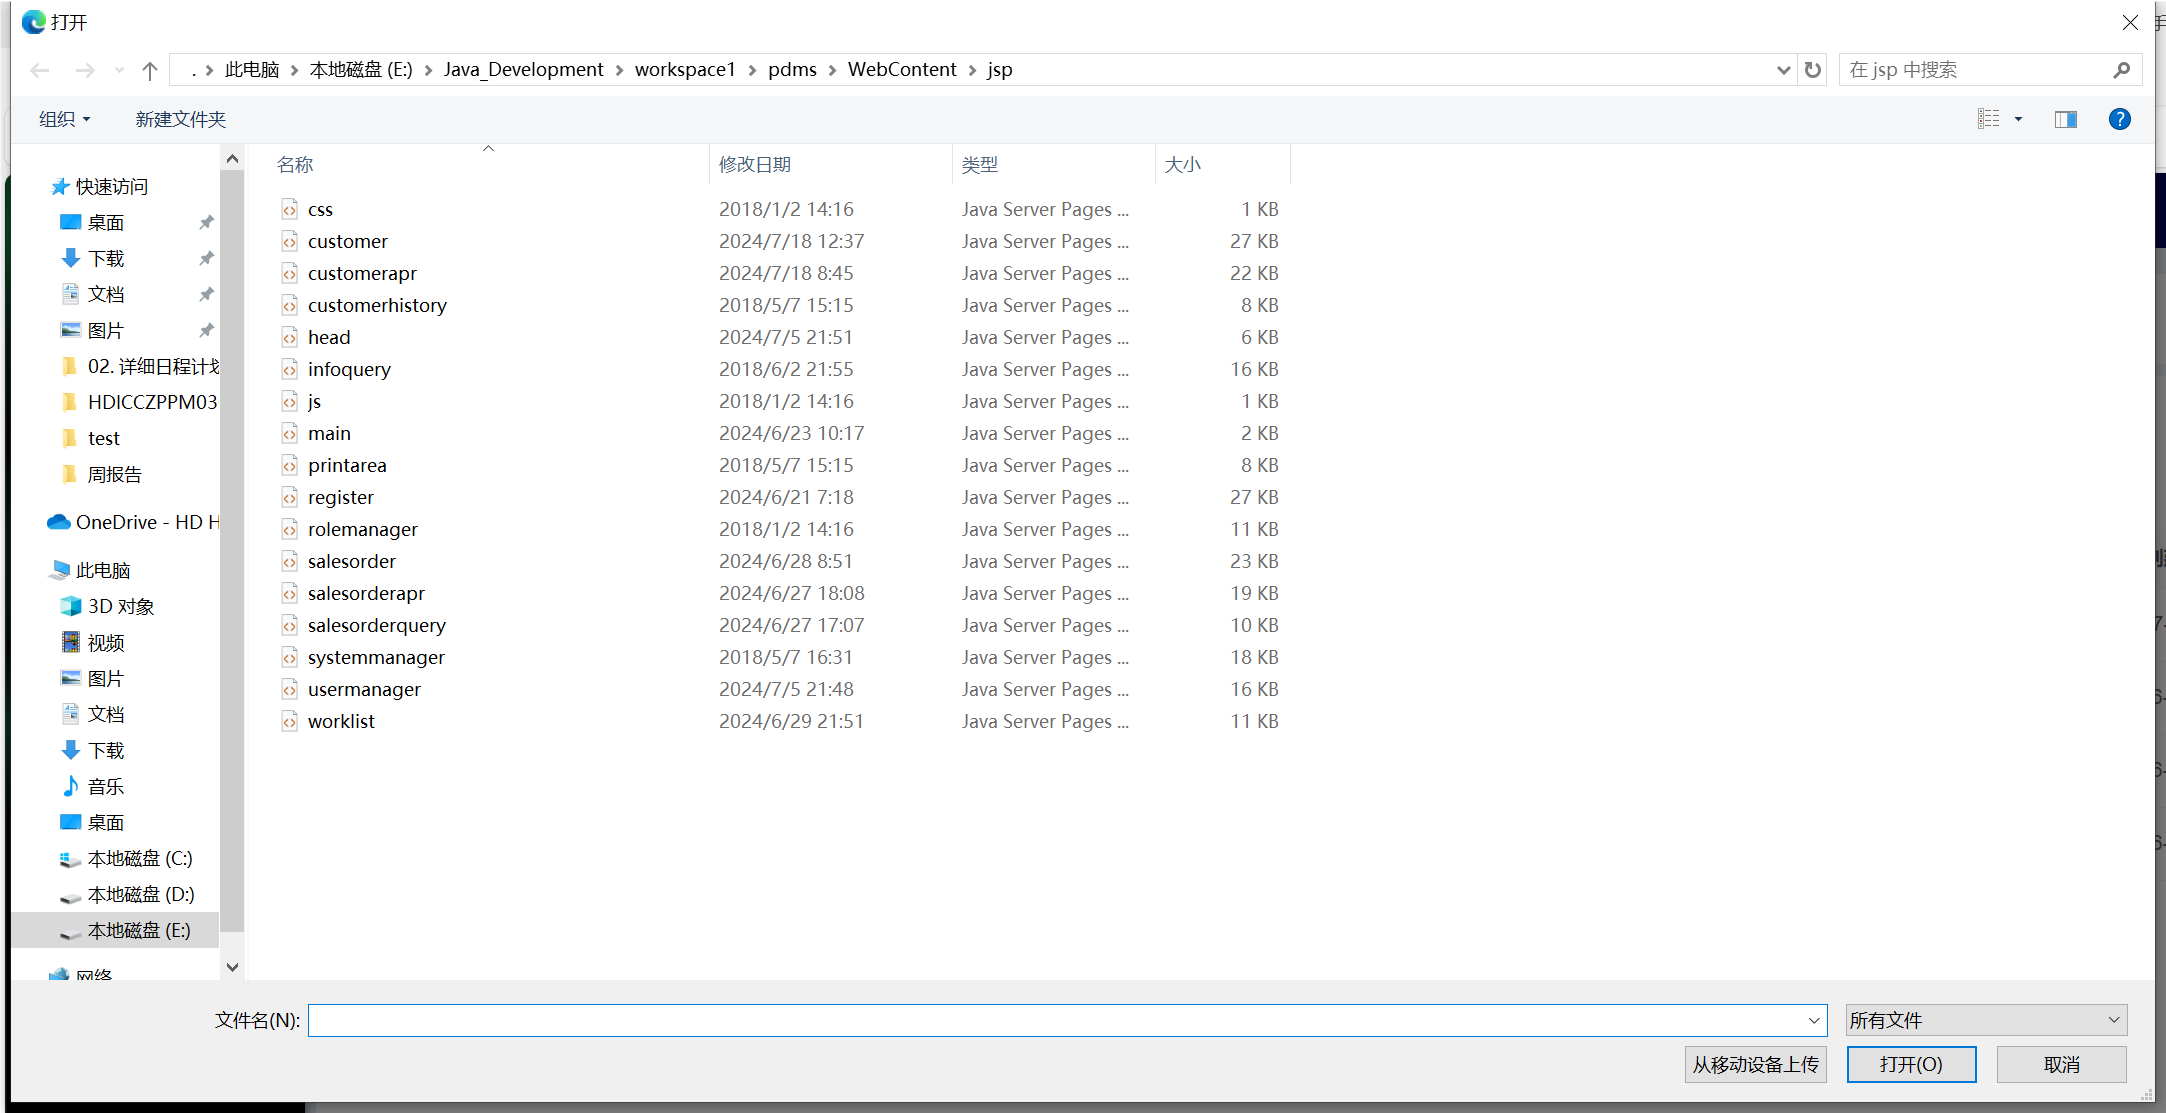 打开
. 此电脑 本地磁盘 (E:) Java_Development workspace1 pdms WebContent jsp
在 jsp 中搜索
组织 新建文件夹
快速访问
桌面
下载
文档
图片
02. 详细日程计划
HDICCZPPM03
test
周报告
OneDrive - HD H
此电脑
3D 对象
视频
图片
文档
下载
音乐
桌面
本地磁盘 (C:)
本地磁盘 (D:)
本地磁盘 (E:)
网络
名称 修改日期 类型 大小
css 2018/1/2 14:16 Java Server Pages ... 1 KB
customer 2024/7/18 12:37 Java Server Pages ... 27 KB
customerapr 2024/7/18 8:45 Java Server Pages ... 22 KB
customerhistory 2018/5/7 15:15 Java Server Pages ... 8 KB
head 2024/7/5 21:51 Java Server Pages ... 6 KB
infoquery 2018/6/2 21:55 Java Server Pages ... 16 KB
js 2018/1/2 14:16 Java Server Pages ... 1 KB
main 2024/6/23 10:17 Java Server Pages ... 2 KB
printarea 2018/5/7 15:15 Java Server Pages ... 8 KB
register 2024/6/21 7:18 Java Server Pages ... 27 KB
rolemanager 2018/1/2 14:16 Java Server Pages ... 11 KB
salesorder 2024/6/28 8:51 Java Server Pages ... 23 KB
salesorderapr 2024/6/27 18:08 Java Server Pages ... 19 KB
salesorderquery 2024/6/27 17:07 Java Server Pages ... 10 KB
systemmanager 2018/5/7 16:31 Java Server Pages ... 18 KB
usermanager 2024/7/5 21:48 Java Server Pages ... 16 KB
worklist 2024/6/29 21:51 Java Server Pages ... 11 KB
文件名(N):
所有文件
从移动设备上传 打开(O) 取消